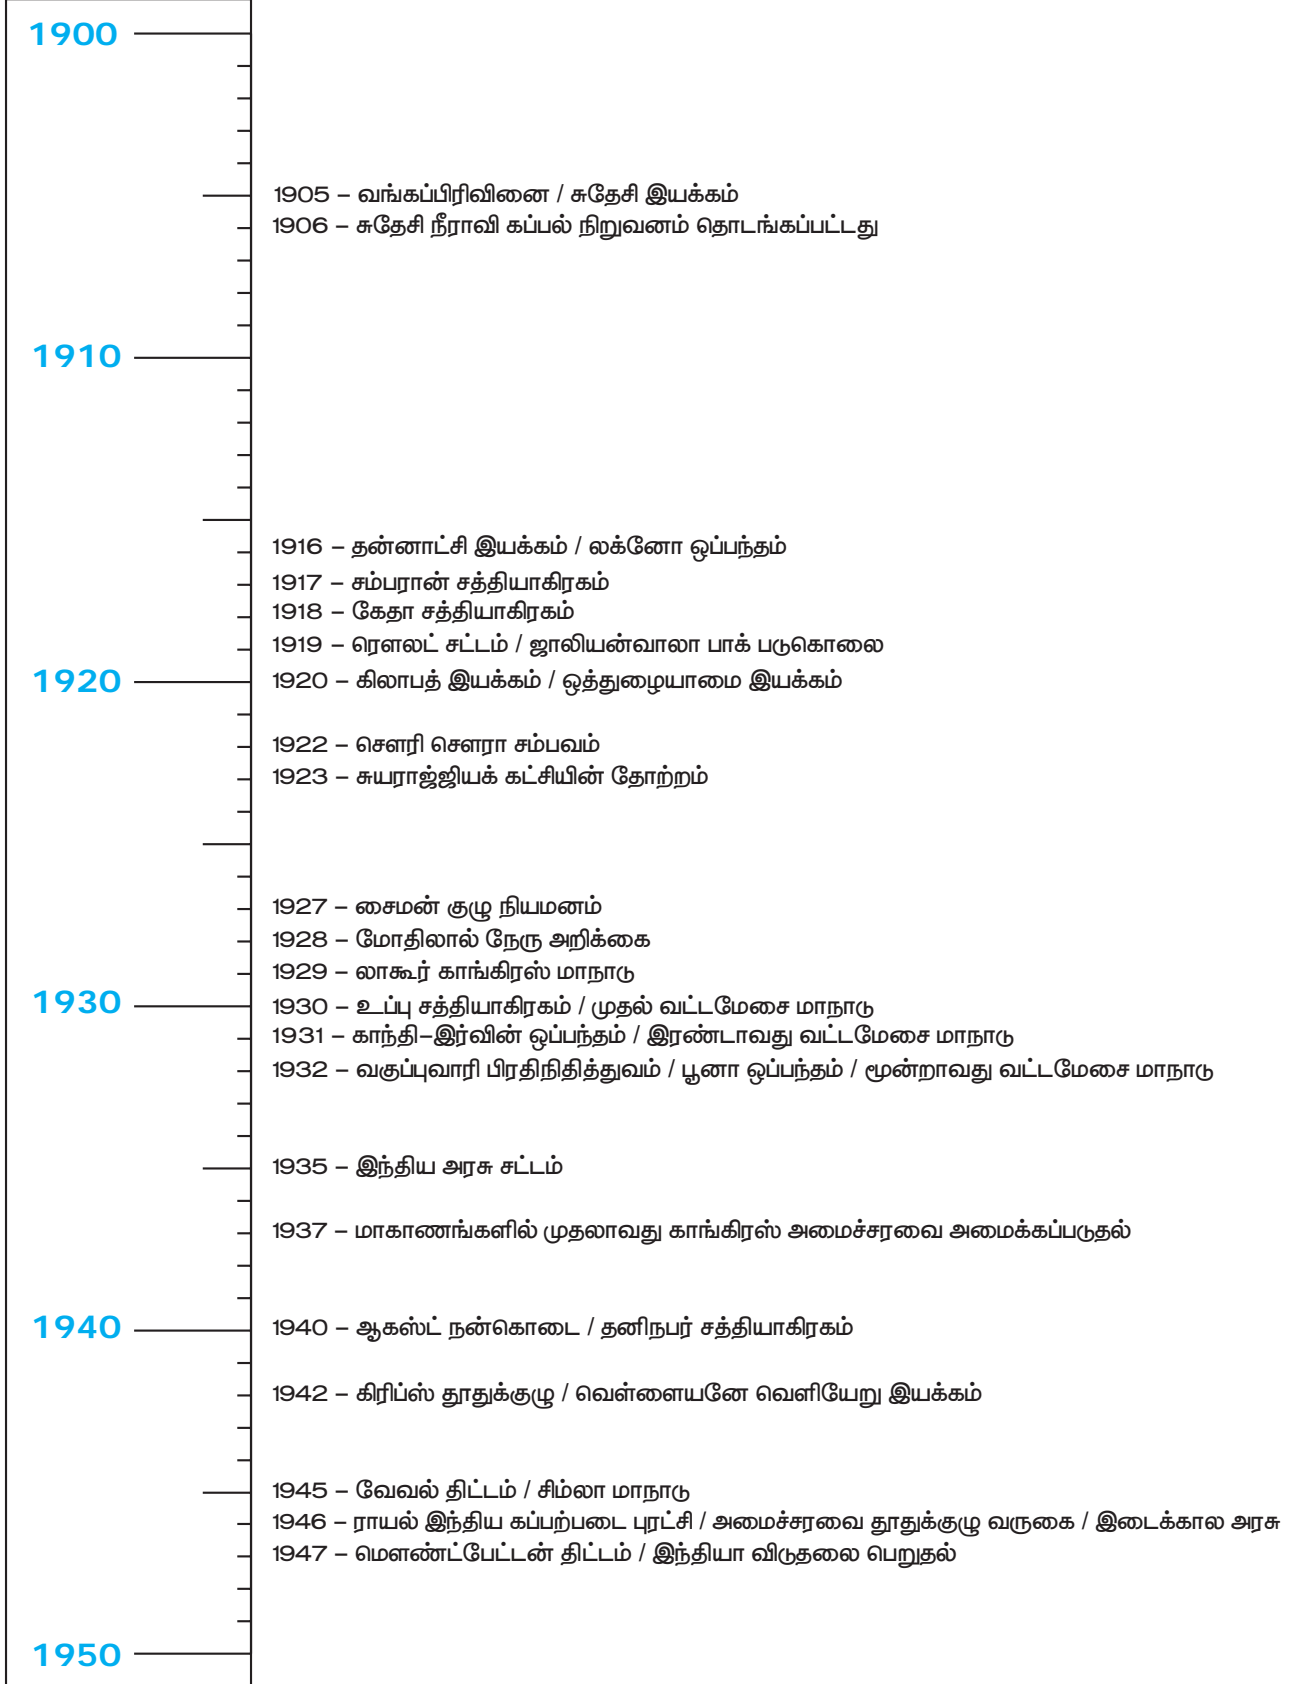 1900
1905 – வங்கப்பிரிவினை / சுதேசி இயக்கம்
1906 – சுதேசி நீராவி கப்பல் நிறுவனம் தொடங்கப்பட்டது
1910
1916 – தன்னாட்சி இயக்கம் / லக்னோ ஒப்பந்தம்
1917 – சம்பரான் சத்தியாகிரகம்
1918 – கேதா சத்தியாகிரகம்
1919 – ரௌலட் சட்டம் / ஜாலியன்வாலா பாக் படுகொலை
1920
1920 – கிலாபத் இயக்கம் / ஒத்துழையாமை இயக்கம்
1922 – சௌரி சௌரா சம்பவம்
1923 – சுயராஜ்ஜியக் கட்சியின் தோற்றம்
1927 – சைமன் குழு நியமனம்
1928 – மோதிலால் நேரு அறிக்கை
1929 – லாகூர் காங்கிரஸ் மாநாடு
1930
1930 – உப்பு சத்தியாகிரகம் / முதல் வட்டமேசை மாநாடு
1931 – காந்தி–இர்வின் ஒப்பந்தம் / இரண்டாவது வட்டமேசை மாநாடு
1932 – வகுப்புவாரி பிரதிநிதித்துவம் / பூனா ஒப்பந்தம் / மூன்றாவது வட்டமேசை மாநாடு
1935 – இந்திய அரசு சட்டம்
1937 – மாகாணங்களில் முதலாவது காங்கிரஸ் அமைச்சரவை அமைக்கப்படுதல்
1940
1940 – ஆகஸ்ட் நன்கொடை / தனிநபர் சத்தியாகிரகம்
1942 – கிரிப்ஸ் தூதுக்குழு / வெள்ளையனே வெளியேறு இயக்கம்
1945 – வேவல் திட்டம் / சிம்லா மாநாடு
1946 – ராயல் இந்திய கப்பற்படை புரட்சி / அமைச்சரவை தூதுக்குழு வருகை / இடைக்கால அரசு
1947 – மௌண்ட்பேட்டன் திட்டம் / இந்தியா விடுதலை பெறுதல்
1950